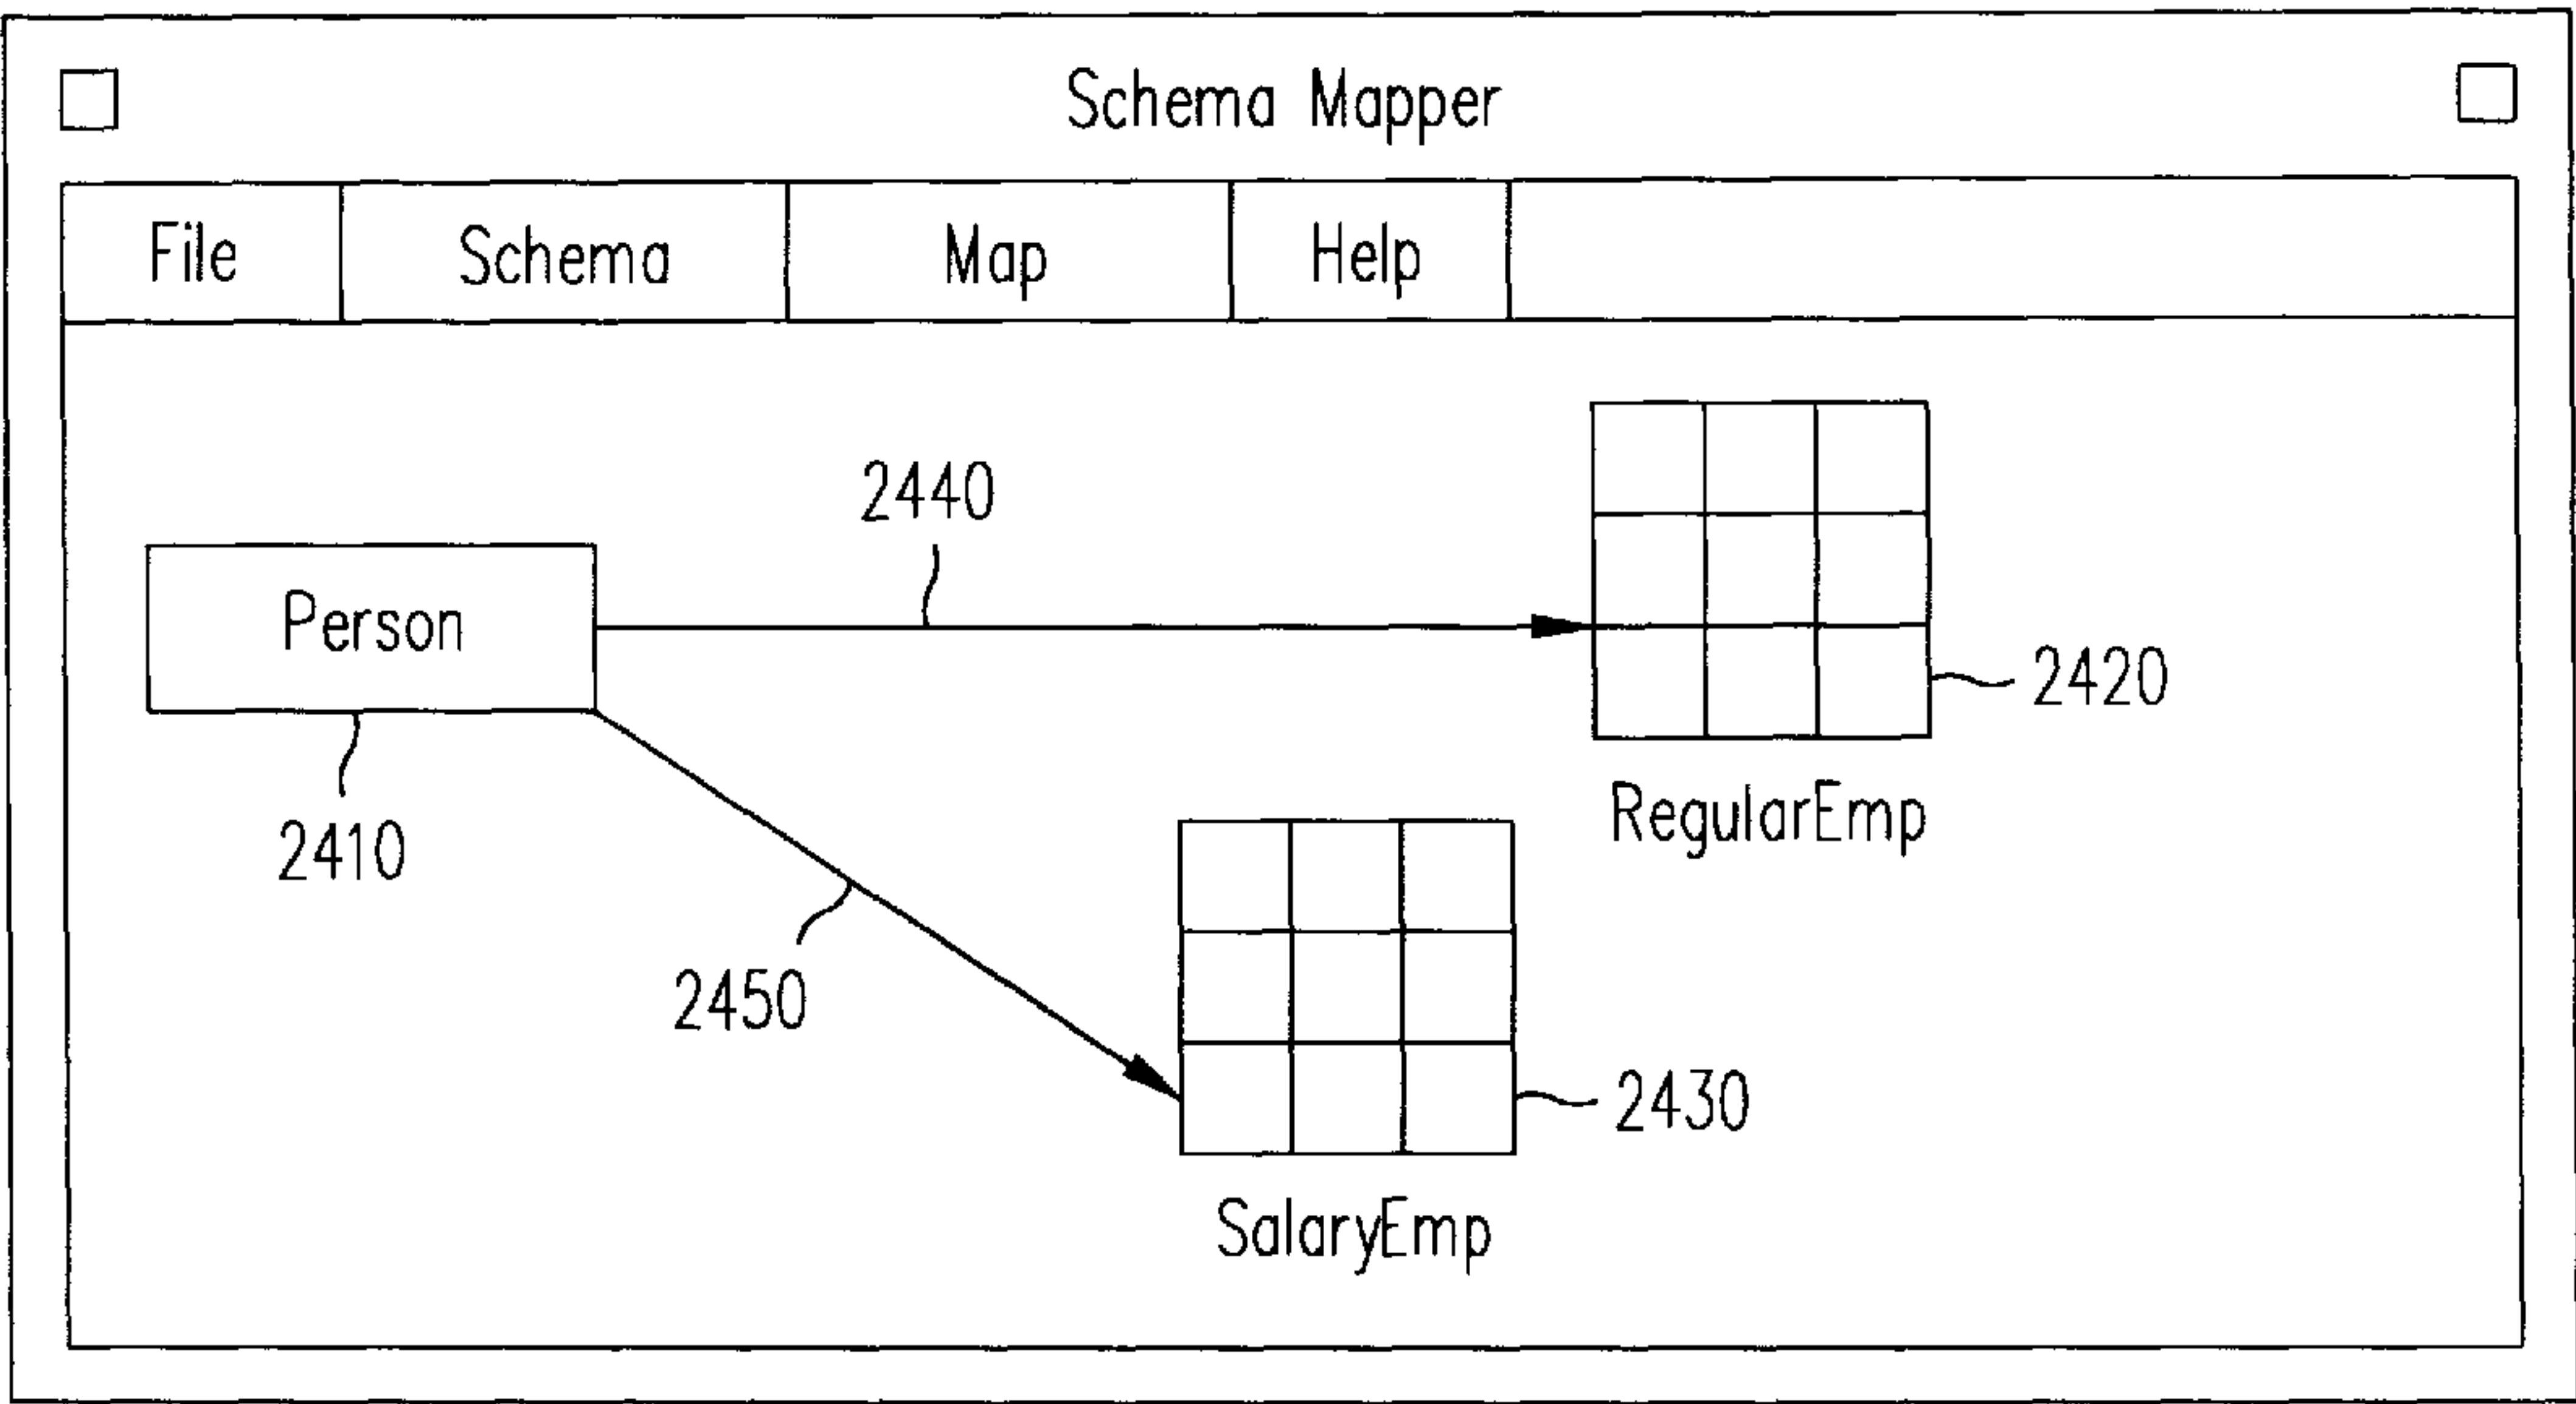 Schema Mapper
File Schema Map Help
2440
Person
2420
2410
RegularEmp
2450
2430
SalaryEmp